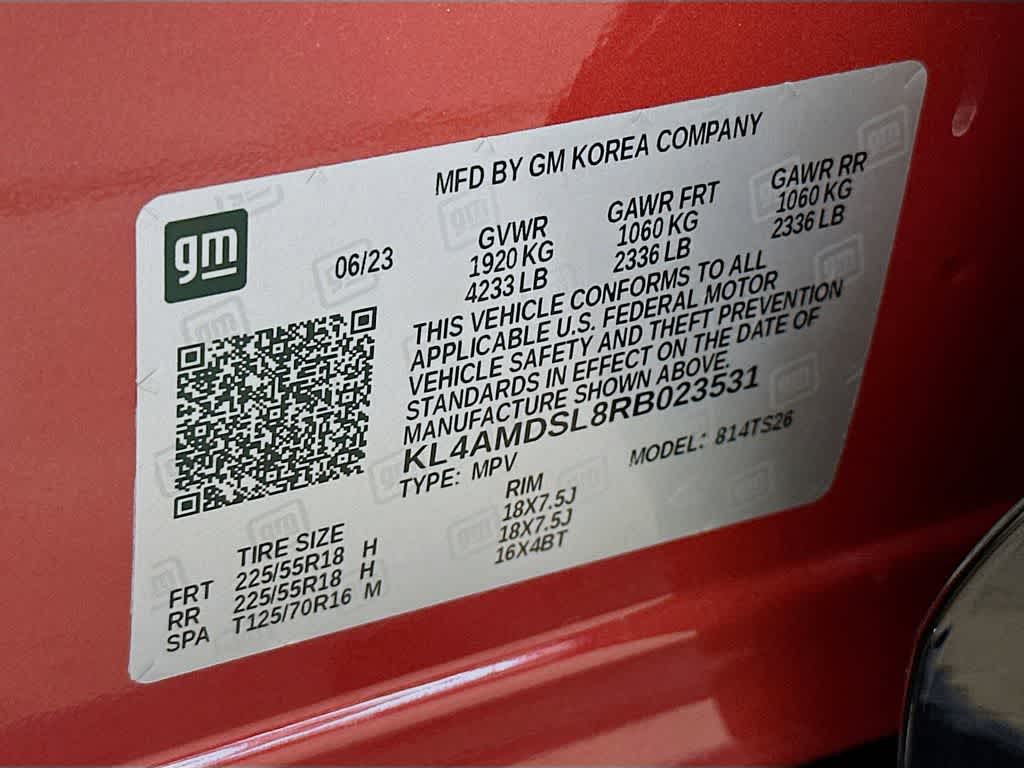 MFD BY GM KOREA COMPANY
gm
06/23
GVWR GAWR FRT GAWR RR
1920 KG 1060 KG 1060 KG
4233 LB 2336 LB 2336 LB
THIS VEHICLE CONFORMS TO ALL
APPLICABLE U.S. FEDERAL MOTOR
VEHICLE SAFETY AND THEFT PREVENTION
STANDARDS IN EFFECT ON THE DATE OF
MANUFACTURE SHOWN ABOVE.
KL4AMDSL8RB023531
TYPE: MPV MODEL: 814TS26
TIRE SIZE RIM
FRT 225/55R18 H 18X7.5J
RR 225/55R18 H 18X7.5J
SPA T125/70R16 M 16X4BT